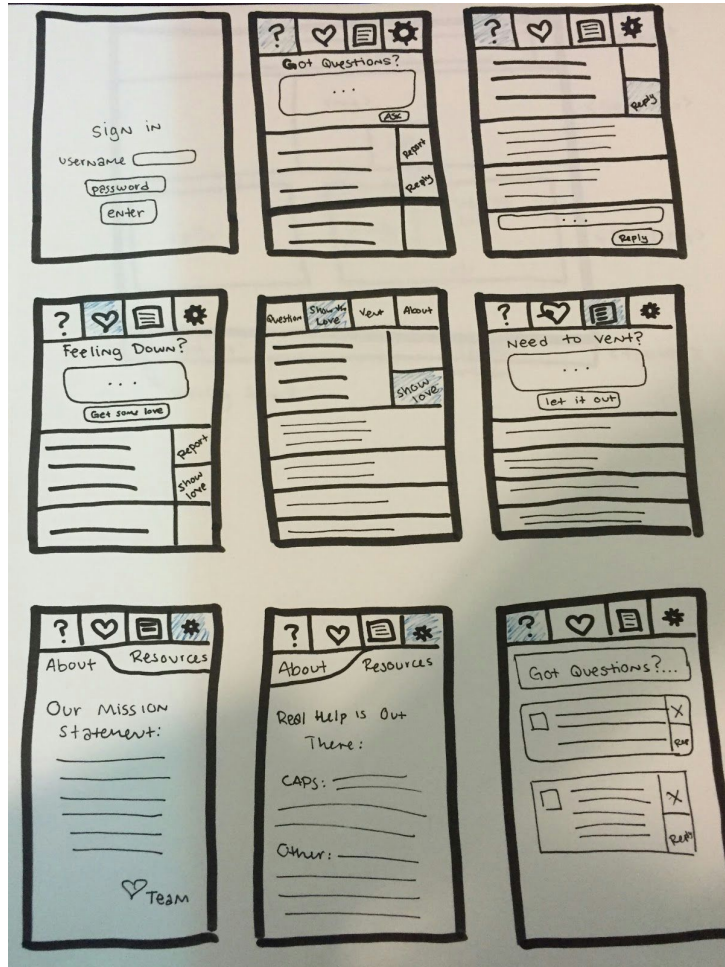 Sign in
username
password
enter
?
Got Questions?
...
Ask
Report
Reply
?
Reply
...
Reply
?
Feeling Down?
...
Get some love
Report
Show
love
Question
Show the
Love
Vent
About
Show
love
?
Need to Vent?
...
let it out
?
About
Resources
Our Mission
Statement:
Team
?
About
Resources
Real Help is Out
There:
CAPS:
Other:
?
Got Questions?...
X
Rep
X
Reply